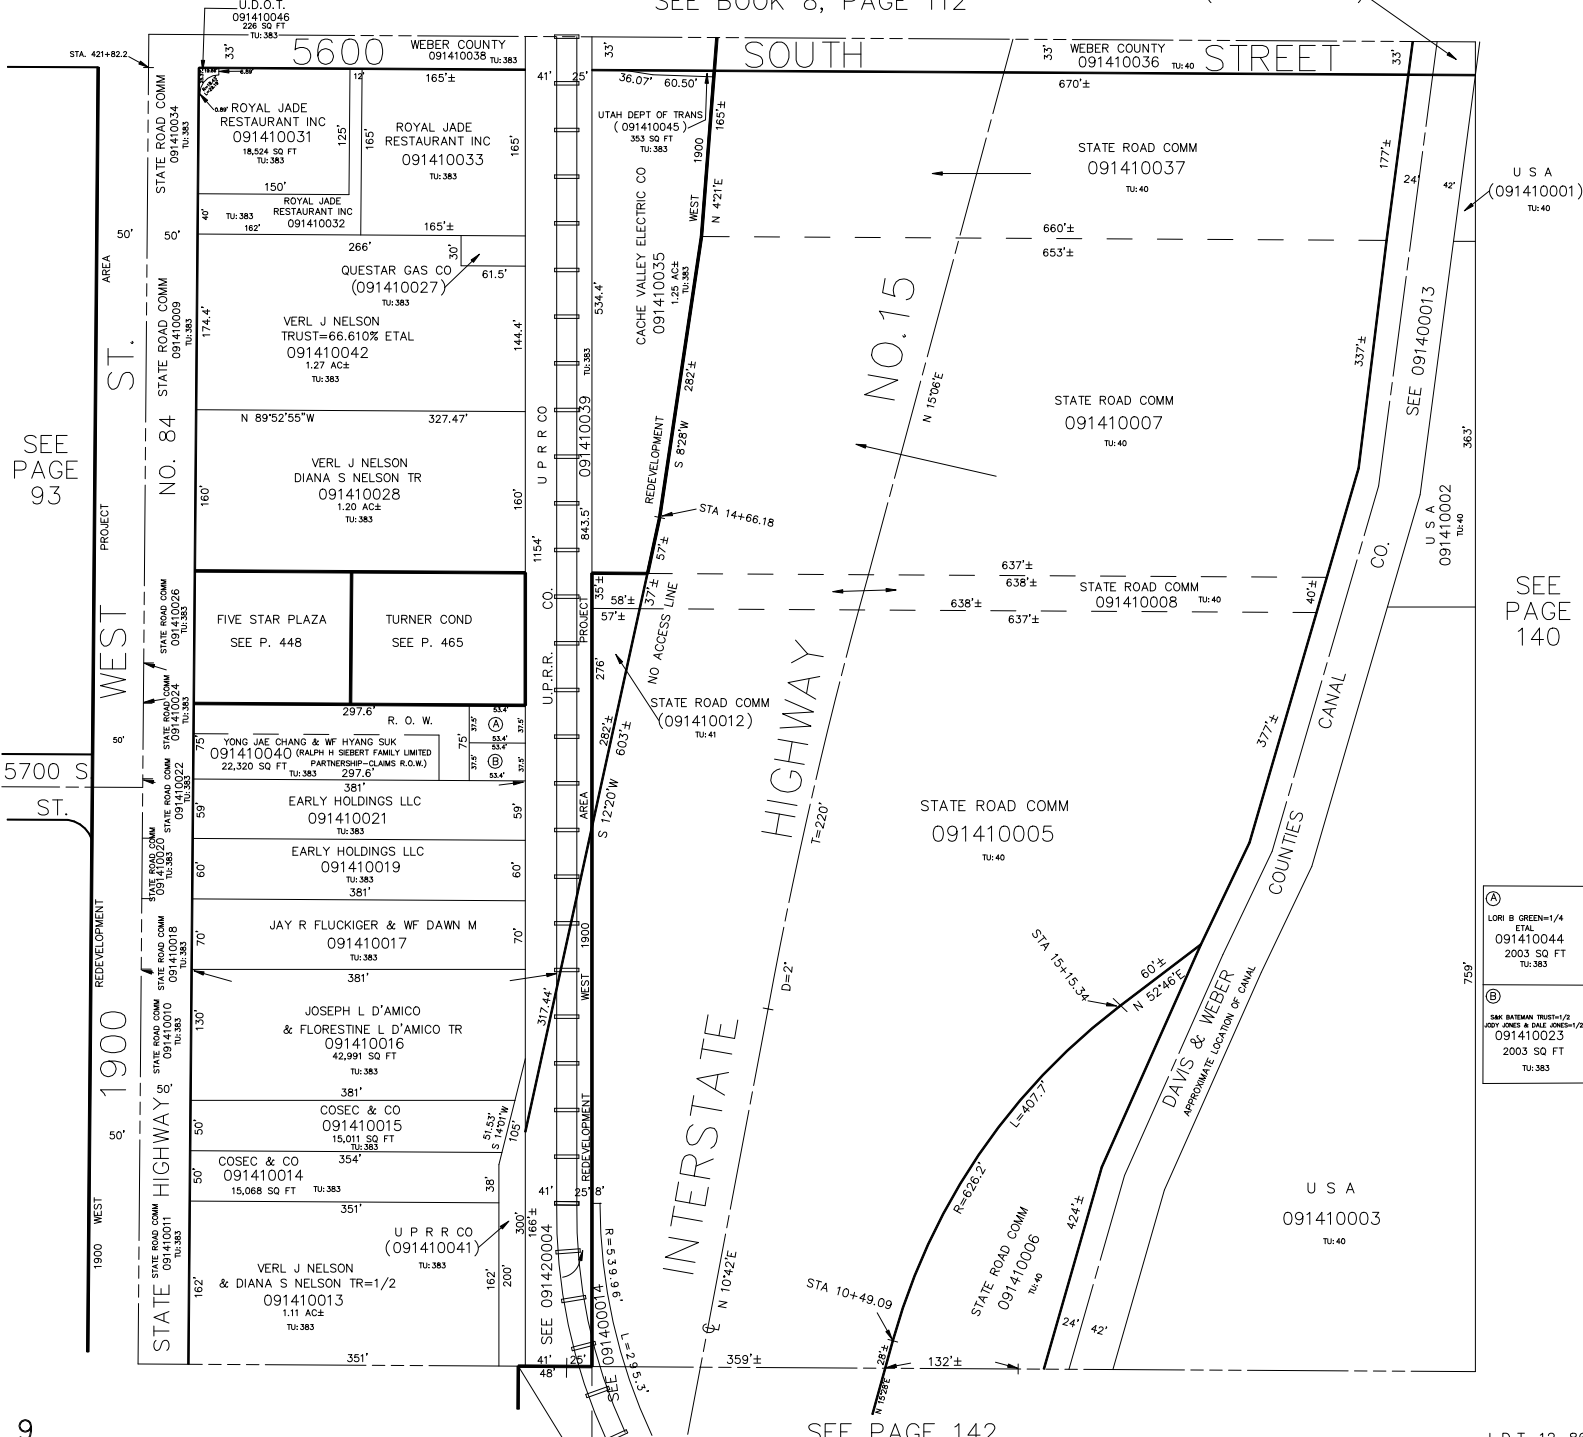 SEE BOOK 8, PAGE 112
U.D.O.T.
091410046
226 SQ FT
TU: 383
STA. 421+82.2
33'
5600
WEBER COUNTY
091410038 TU: 383
SOUTH
33'
33'
WEBER COUNTY
091410036 TU: 40
STREET
33'
12'
165'±
41'
25'
36.07'
60.50'
670'±
6.89'
0.89'
ROYAL JADE
RESTAURANT INC
091410031
18,524 SQ FT
TU: 383
125'
150'
165'
ROYAL JADE
RESTAURANT INC
091410033
TU: 383
165'
40'
TU: 383
162'
ROYAL JADE
RESTAURANT INC
091410032
165'±
UTAH DEPT OF TRANS
(091410045)
353 SQ FT
TU: 383
165'±
1900
WEST
N 4°21'E
STATE ROAD COMM
091410037
TU: 40
177'±
24'
42'
U S A
(091410001)
TU: 40
STATE ROAD COMM
091410034
TU: 383
50'
50'
AREA
ST.
266'
30'
61.5'
QUESTAR GAS CO
(091410027)
TU: 383
VERL J NELSON
TRUST=66.610% ETAL
091410042
1.27 AC±
TU: 383
174.4'
144.4'
STATE ROAD COMM
091410009
TU: 383
534.4'
CACHE VALLEY ELECTRIC CO
091410035
1.25 AC±
TU: 383
660'±
653'±
NO. 15
N 15°06'E
282'±
S 8°28'W
337'±
SEE 091400013
N 89°52'55"W
327.47'
TU: 383
091410039
U P R R CO
STATE ROAD COMM
091410007
TU: 40
363'
SEE
PAGE
93
NO. 84
160'
VERL J NELSON
DIANA S NELSON TR
091410028
1.20 AC±
TU: 383
160'
REDEVELOPMENT
STA 14+66.18
U S A
091410002
TU: 40
PROJECT
1154'
843.5'
57'±
637'±
638'±
STATE ROAD COMM
091410008 TU: 40
638'±
637'±
40'±
CO.
SEE
PAGE
140
STATE ROAD COMM
091410026
TU: 383
WEST
FIVE STAR PLAZA
SEE P. 448
TURNER COND
SEE P. 465
CO.
U.P.R.R.
PROJECT
35'±
58'±
57'±
37'±
NO ACCESS LINE
276'
STATE ROAD COMM
(091410012)
TU: 41
HIGHWAY
CANAL
STATE ROAD COMM
091410024
TU: 383
297.6'
R. O. W.
37.5'
53.4'
A
37.5'
75'
YONG JAE CHANG & WF HYANG SUK
091410040 (RALPH H SIEBERT FAMILY LIMITED
22,320 SQ FT PARTNERSHIP-CLAIMS R.O.W.)
TU: 383 297.6'
75'
53.4'
53.4'
37.5'
B
37.5'
53.4'
282'±
603'±
S 12°20'W
377'±
50'
5700 S
ST.
STATE ROAD COMM
091410022
TU: 383
381'
59'
EARLY HOLDINGS LLC
091410021
TU: 383
59'
AREA
T=220'
STATE ROAD COMM
091410005
TU: 40
COUNTIES
STATE ROAD COMM
091410020
TU: 383
60'
EARLY HOLDINGS LLC
091410019
TU: 383
381'
60'
REDEVELOPMENT
STATE ROAD COMM
091410018
TU: 383
70'
JAY R FLUCKIGER & WF DAWN M
091410017
TU: 383
381'
70'
1900
WEST
317.44'
D=2°
STA 15+15.34
60'±
N 52°46'E
DAVIS & WEBER
APPROXIMATE LOCATION OF CANAL
759'
A
LORI B GREEN=1/4
ETAL
091410044
2003 SQ FT
TU: 383
B
S&K BATEMAN TRUST=1/2
JODY JONES & DALE JONES=1/2
091410023
2003 SQ FT
TU: 383
1900
STATE ROAD COMM
091410010
TU: 383
130'
JOSEPH L D'AMICO
& FLORESTINE L D'AMICO TR
091410016
42,991 SQ FT
TU: 383
381'
INTERSTATE
L=407.7'
50'
50'
HIGHWAY
50'
COSEC & CO
091410015
15,011 SQ FT
TU: 383
354'
51.53'
S 14°01'W
105'
REDEVELOPMENT
50'
COSEC & CO
091410014
15,068 SQ FT TU: 383
351'
38'
41'
25'
8'
R=626.2'
424'±
U S A
091410003
TU: 40
WEST
1900
STATE
STATE ROAD COMM
091410011
TU: 383
162'
U P R R CO
(091410041)
TU: 383
VERL J NELSON
& DIANA S NELSON TR=1/2
091410013
1.11 AC±
TU: 383
162'
200'
300'
166'±
SEE 091420004
SEE 091400014
R=539.96'
L=295.3'
N 10°42'E
STA 10+49.09
STATE ROAD COMM
091410006
TU: 40
24'
42'
351'
41'
25'
48'
359'±
28'±
N 15°28'E
132'±
9
SEE PAGE 142